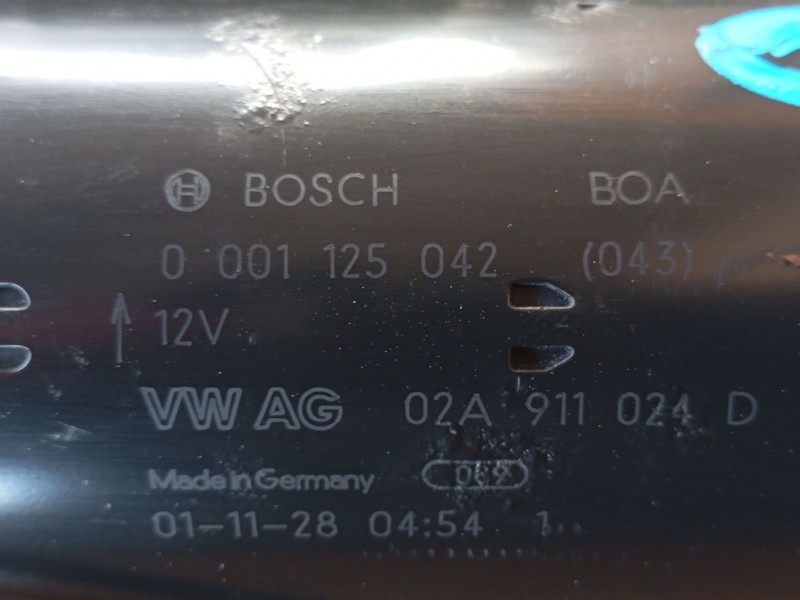 BOSCH BOA
0 001 125 042 (043)
12V
VW AG 02A 911 024 D
Made in Germany
01-11-28 04:54 1